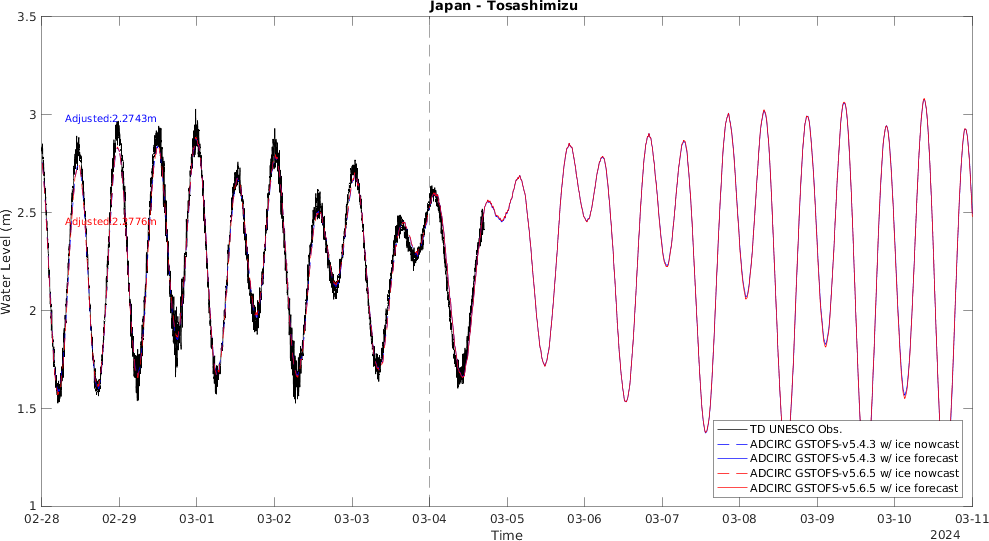 Japan - Tosashimizu
3.5
3
2.5
2
1.5
1
Water Level (m)
Adjusted:2.2743m
Adjusted:2.2776m
TD UNESCO Obs.
ADCIRC GSTOFS-v5.4.3 w/ ice nowcast
ADCIRC GSTOFS-v5.4.3 w/ ice forecast
ADCIRC GSTOFS-v5.6.5 w/ ice nowcast
ADCIRC GSTOFS-v5.6.5 w/ ice forecast
02-28 02-29 03-01 03-02 03-03 03-04 03-05 03-06 03-07 03-08 03-09 03-10 03-11
Time
2024